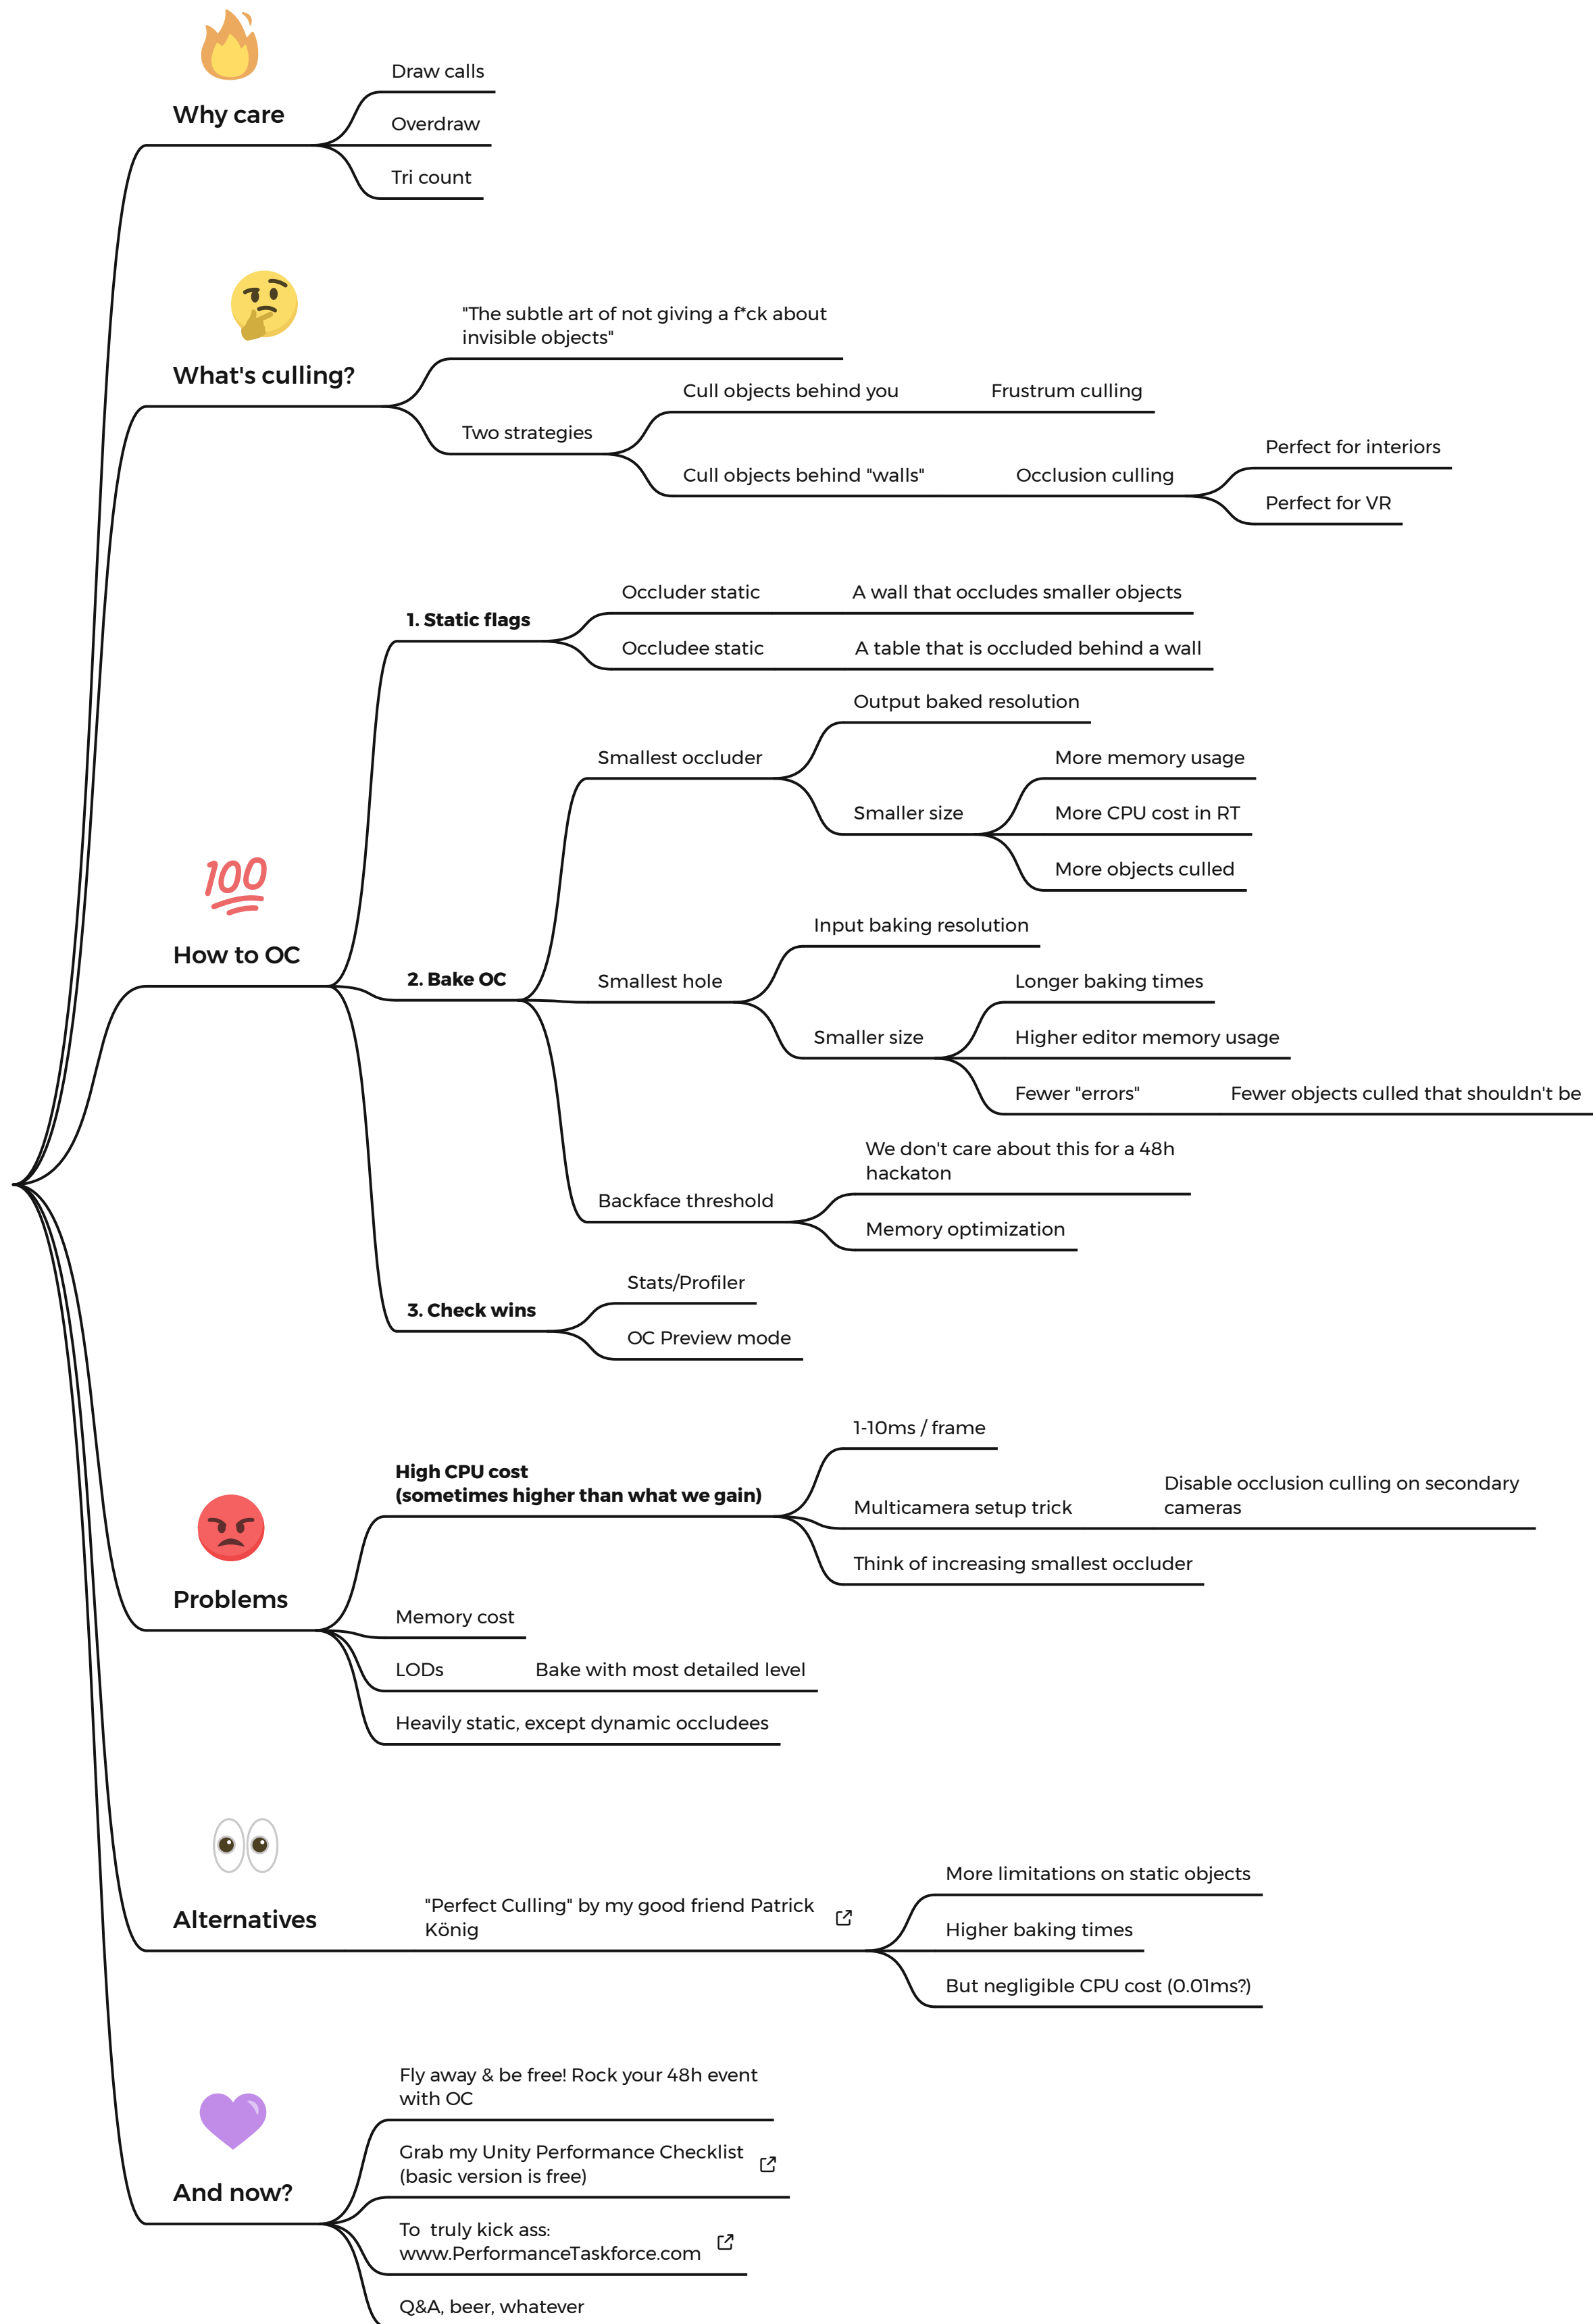 Why care
Draw calls
Overdraw
Tri count
What's culling?
"The subtle art of not giving a f*ck about
invisible objects"
Two strategies
Cull objects behind you
Frustrum culling
Cull objects behind "walls"
Occlusion culling
Perfect for interiors
Perfect for VR
100
How to OC
1. Static flags
Occluder static
A wall that occludes smaller objects
Occludee static
A table that is occluded behind a wall
2. Bake OC
Smallest occluder
Output baked resolution
Smaller size
More memory usage
More CPU cost in RT
More objects culled
Smallest hole
Input baking resolution
Smaller size
Longer baking times
Higher editor memory usage
Fewer "errors"
Fewer objects culled that shouldn't be
Backface threshold
We don't care about this for a 48h
hackaton
Memory optimization
3. Check wins
Stats/Profiler
OC Preview mode
Problems
High CPU cost
(sometimes higher than what we gain)
1-10ms / frame
Multicamera setup trick
Disable occlusion culling on secondary
cameras
Think of increasing smallest occluder
Memory cost
LODs
Bake with most detailed level
Heavily static, except dynamic occludees
Alternatives
"Perfect Culling" by my good friend Patrick
König
More limitations on static objects
Higher baking times
But negligible CPU cost (0.01ms?)
And now?
Fly away & be free! Rock your 48h event
with OC
Grab my Unity Performance Checklist
(basic version is free)
To  truly kick ass:
www.PerformanceTaskforce.com
Q&A, beer, whatever